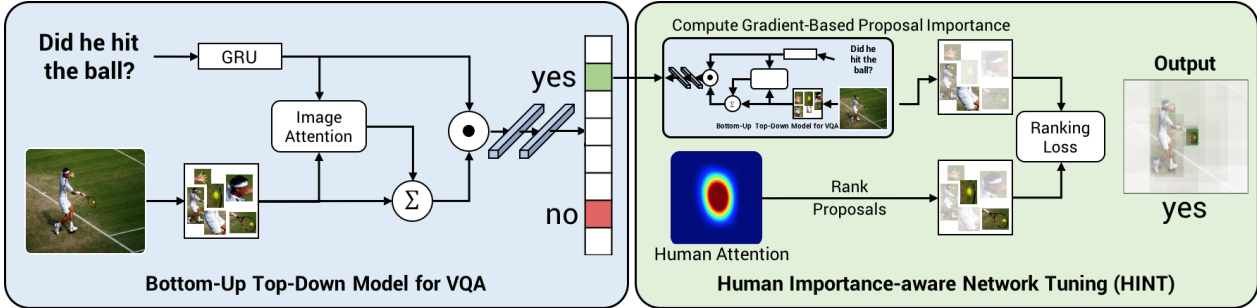 Did he hit
the ball?
GRU
Image
Attention
Σ
yes
no
Bottom-Up Top-Down Model for VQA
Compute Gradient-Based Proposal Importance
Did he
hit the
ball?
Σ
Bottom-Up Top-Down Model for VQA
Human Attention
Rank
Proposals
Ranking
Loss
Output
yes
Human Importance-aware Network Tuning (HINT)